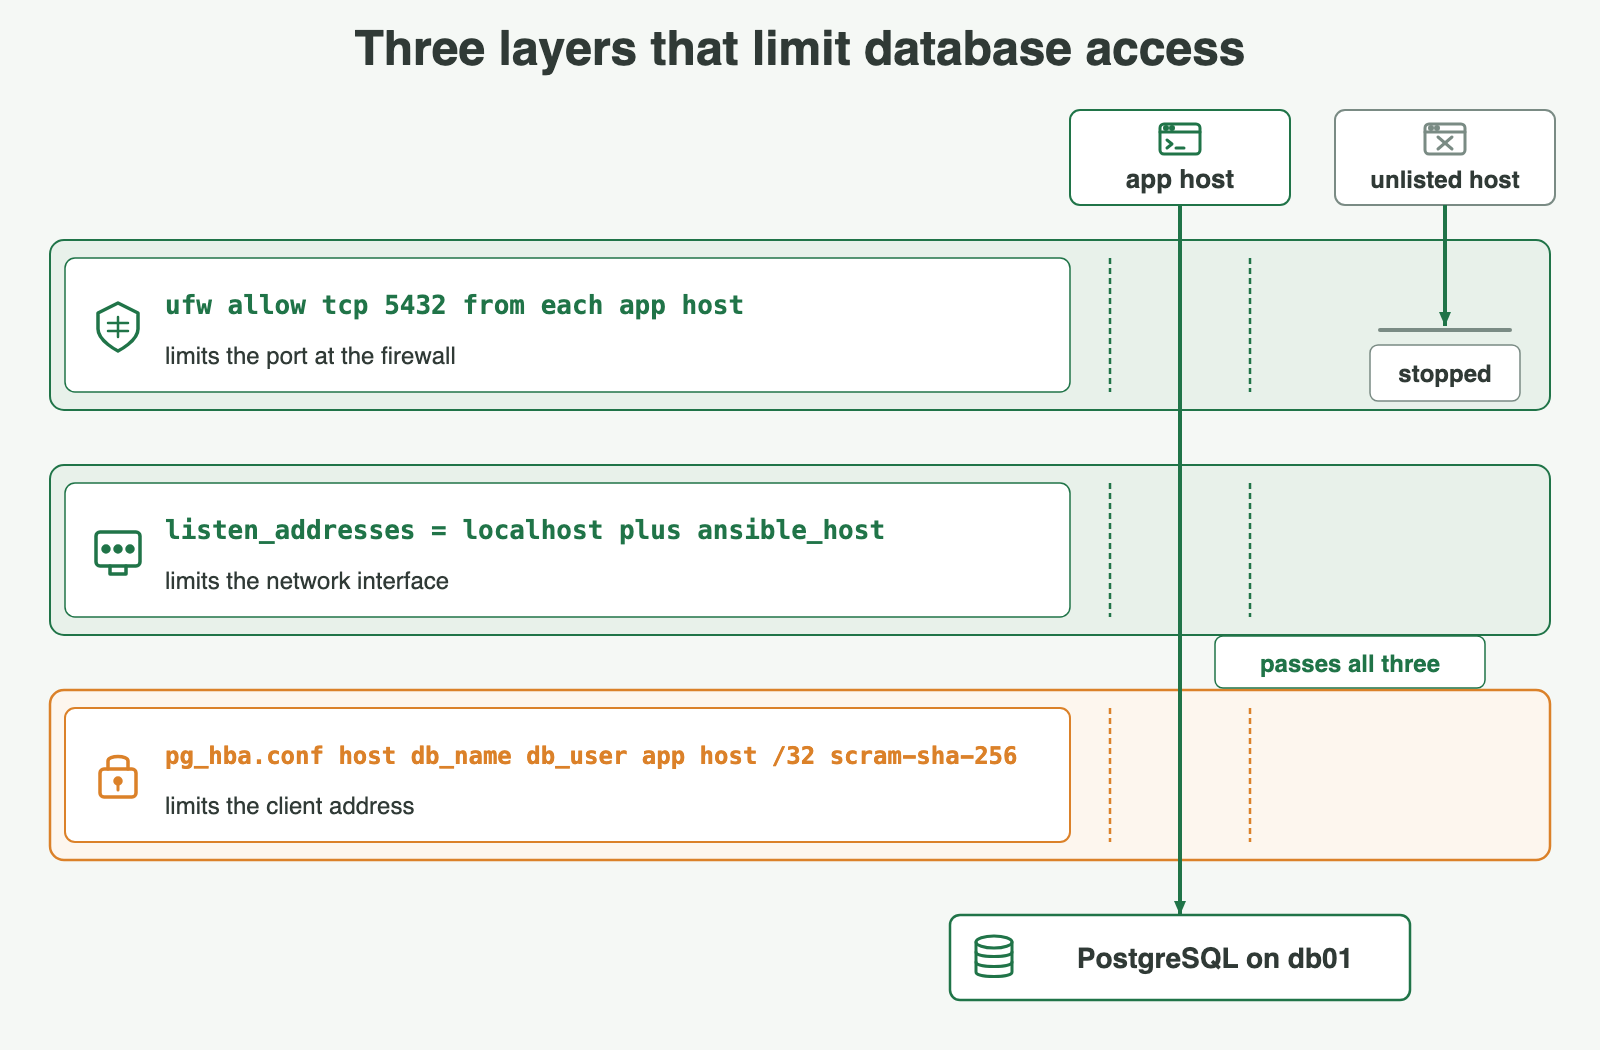 Three layers that limit database access
app host
unlisted host
ufw allow tcp 5432 from each app host
limits the port at the firewall
stopped
listen_addresses = localhost plus ansible_host
limits the network interface
passes all three
pg_hba.conf host db_name db_user app host /32 scram-sha-256
limits the client address
PostgreSQL on db01